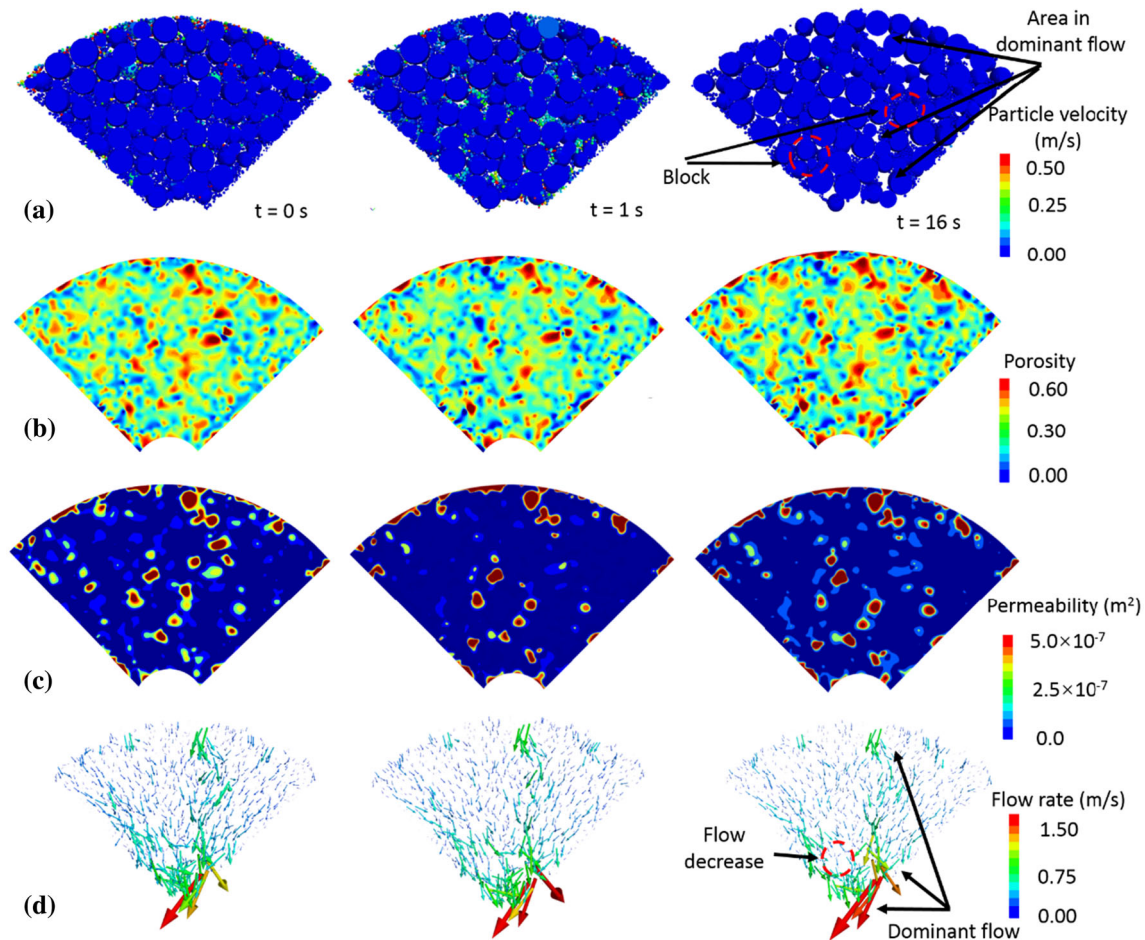 (a)
Area in
dominant flow
Particle velocity
(m/s)
0.50
0.25
0.00
Block
t = 0 s
t = 1 s
t = 16 s
(b)
Porosity
0.60
0.30
0.00
(c)
Permeability (m²)
5.0×10⁻⁷
2.5×10⁻⁷
0.0
(d)
Flow
decrease
Flow rate (m/s)
1.50
0.75
0.00
Dominant flow